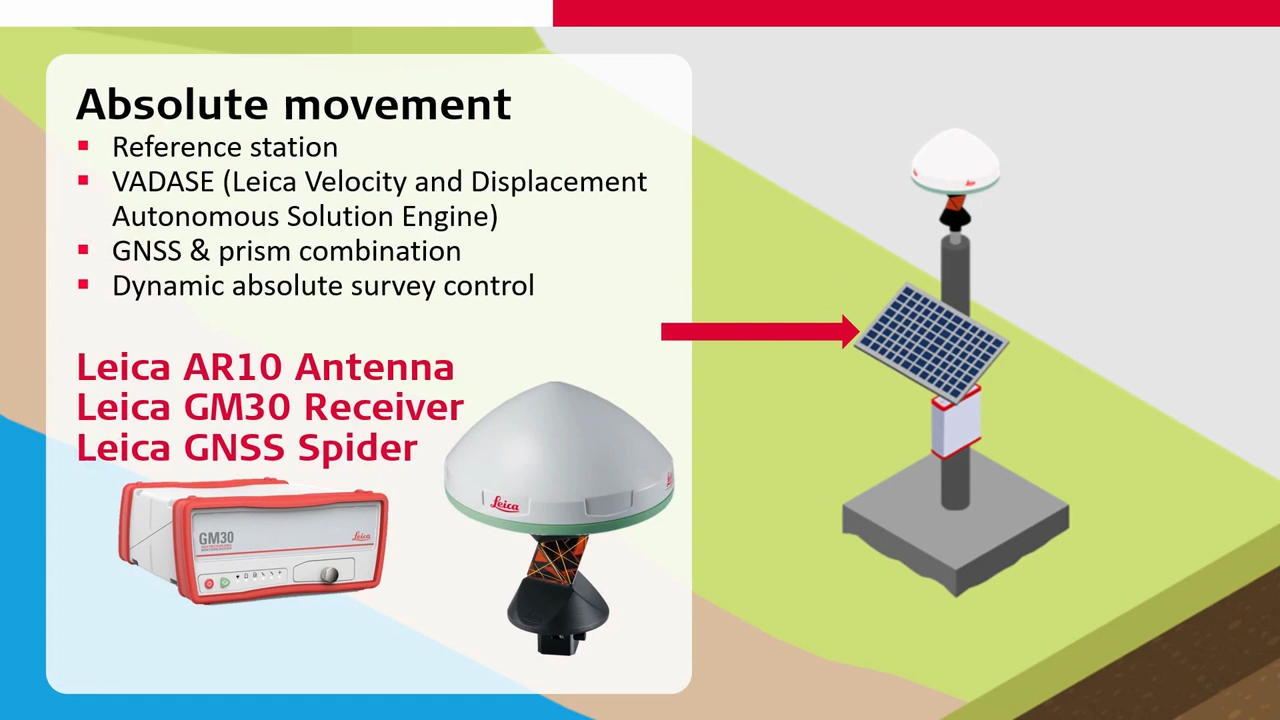 Absolute movement
▪ Reference station
▪ VADASE (Leica Velocity and Displacement
Autonomous Solution Engine)
▪ GNSS & prism combination
▪ Dynamic absolute survey control
Leica AR10 Antenna
Leica GM30 Receiver
Leica GNSS Spider
GM30
Leica
Leica